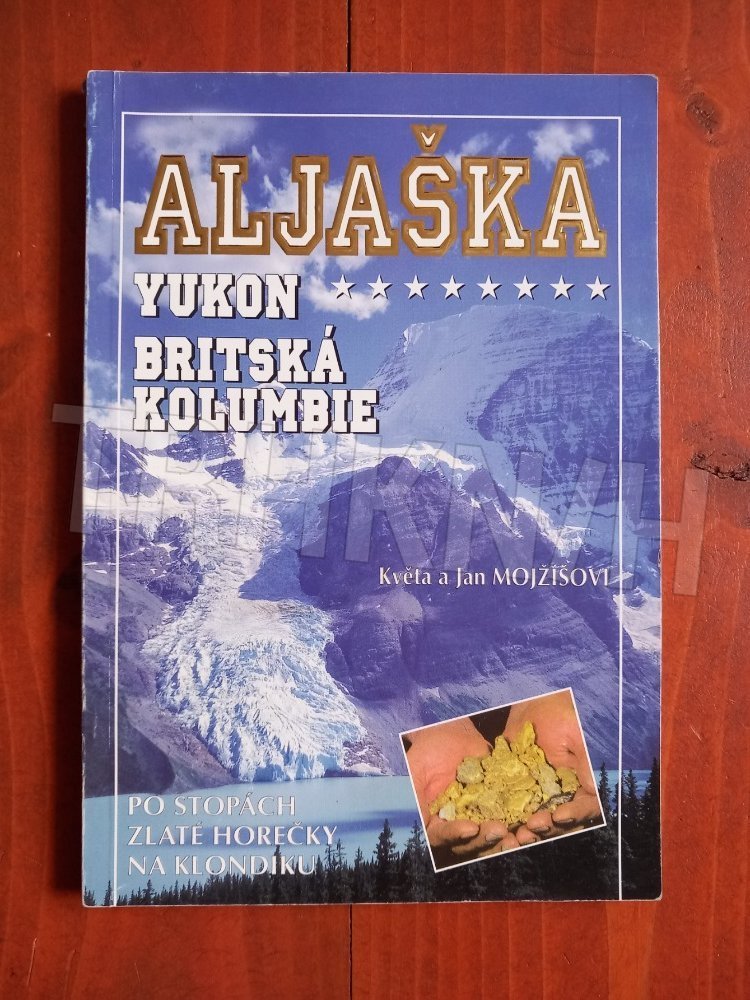 ALJAŠKA
YUKON ★★★★★★★★
BRITSKÁ
KOLUMBIE
Květa a Jan MOJŽÍŠOVI
PO STOPÁCH
ZLATÉ HOREČKY
NA KLONDIKU